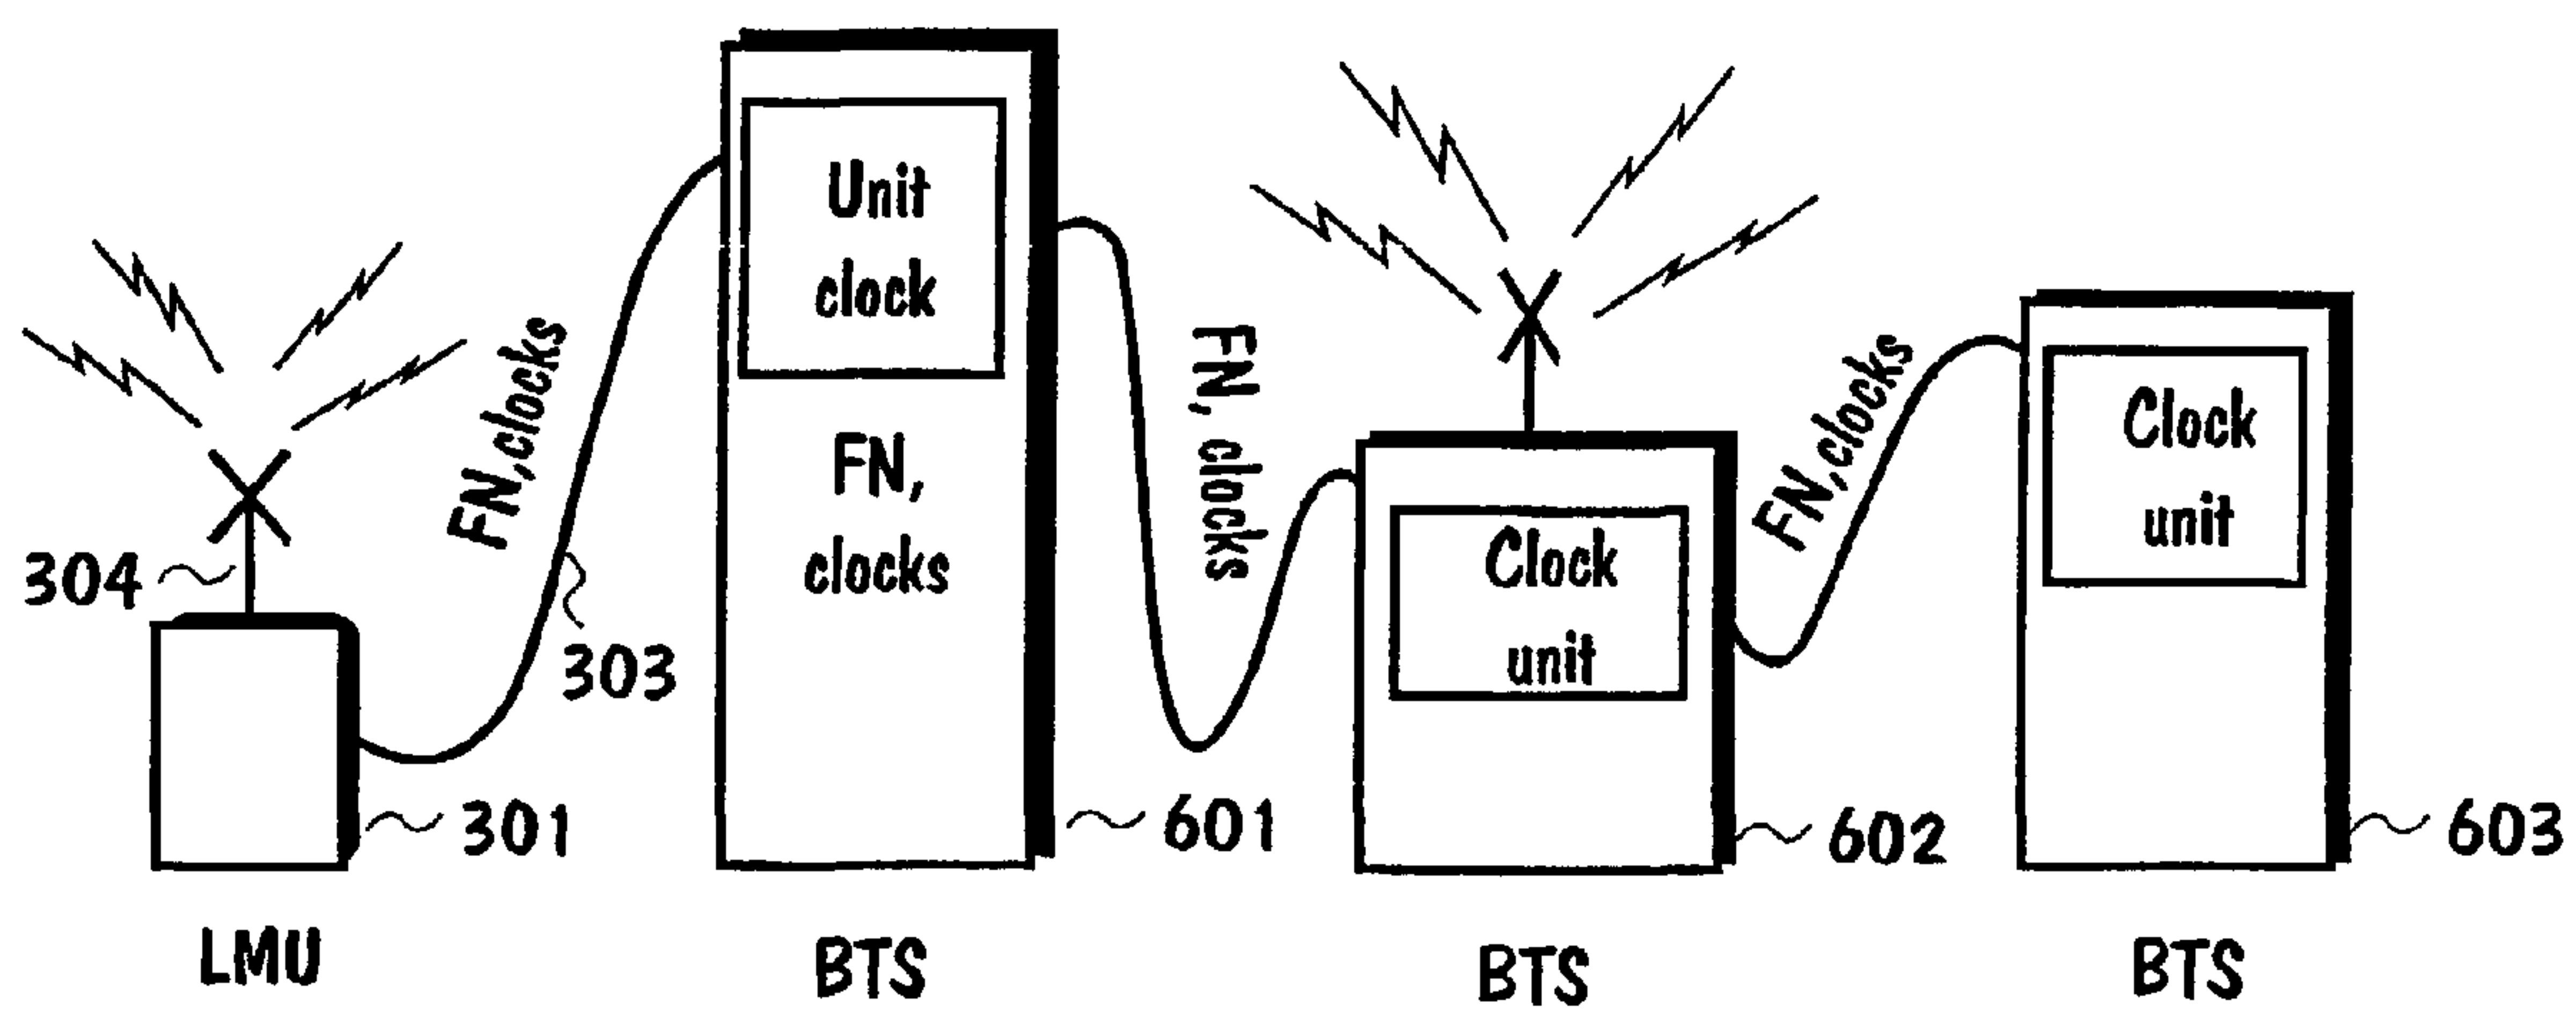 304
301
LMU
FN,clocks
303
Unit
clock
FN,
clocks
601
BTS
FN, clocks
Clock
unit
602
BTS
FN,clocks
Clock
unit
603
BTS